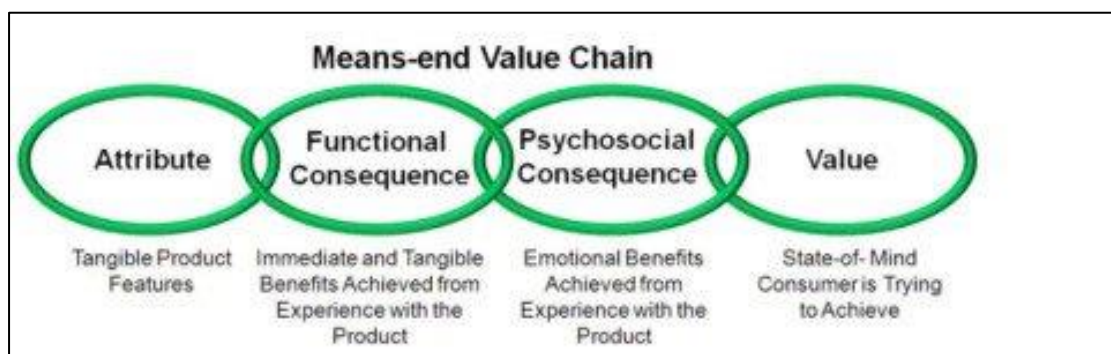 Means-end Value Chain
Attribute
Functional
Consequence
Psychosocial
Consequence
Value
Tangible Product
Features
Immediate and Tangible
Benefits Achieved from
Experience with the
Product
Emotional Benefits
Achieved from
Experience with the
Product
State-of- Mind
Consumer is Trying
to Achieve